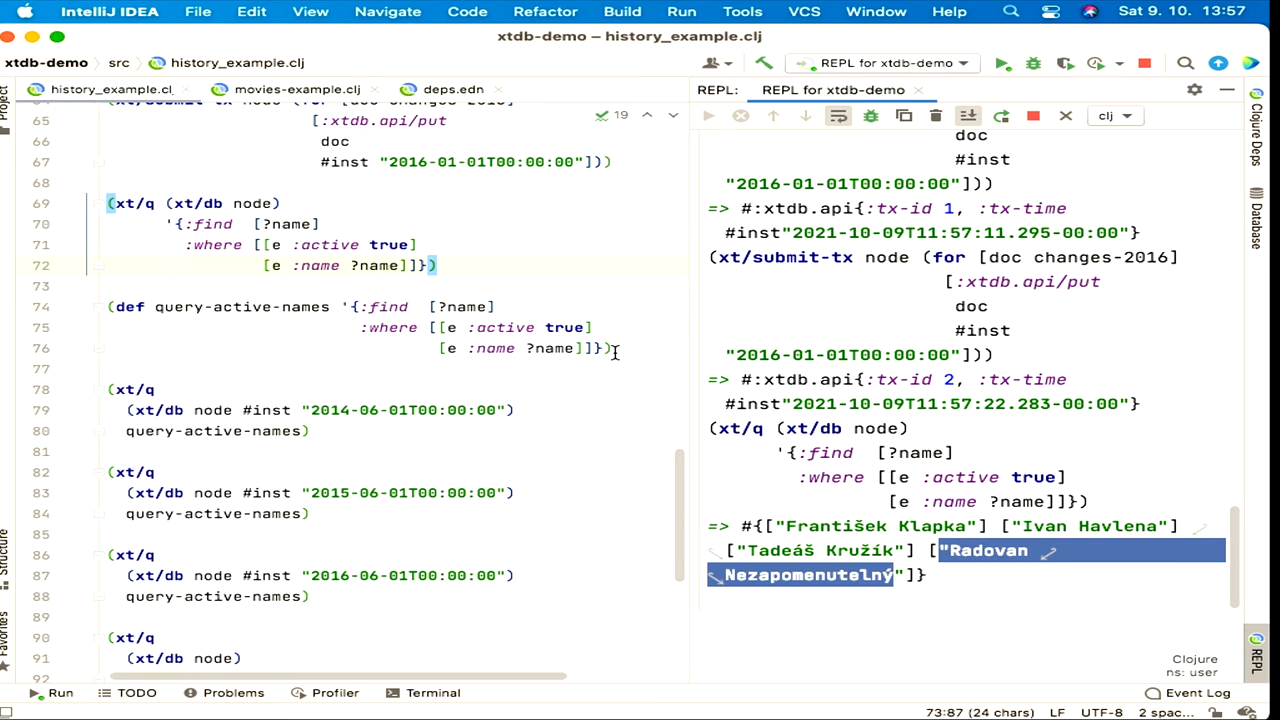 IntelliJ IDEA File Edit View Navigate Code Refactor Build Run Tools VCS Window Help Sat 9. 10. 13:57
xtdb-demo – history_example.clj
xtdb-demo src history_example.clj REPL for xtdb-demo
history_example.clj movies-example.clj deps.edn
REPL: REPL for xtdb-demo
19
clj
65 [:xtdb.api/put
66 doc
67 #inst "2016-01-01T00:00:00"]))
68
69 (xt/q (xt/db node)
70 '{:find [?name]
71 :where [[e :active true]
72 [e :name ?name]]})
73
74 (def query-active-names '{:find [?name]
75 :where [[e :active true]
76 [e :name ?name]]})
77
78 (xt/q
79 (xt/db node #inst "2014-06-01T00:00:00")
80 query-active-names)
81
82 (xt/q
83 (xt/db node #inst "2015-06-01T00:00:00")
84 query-active-names)
85
86 (xt/q
87 (xt/db node #inst "2016-06-01T00:00:00")
88 query-active-names)
89
90 (xt/q
91 (xt/db node)
92
doc
#inst
"2016-01-01T00:00:00"]))
=> #:xtdb.api{:tx-id 1, :tx-time
#inst"2021-10-09T11:57:11.295-00:00"}
(xt/submit-tx node (for [doc changes-2016]
[:xtdb.api/put
doc
#inst
"2016-01-01T00:00:00"]))
=> #:xtdb.api{:tx-id 2, :tx-time
#inst"2021-10-09T11:57:22.283-00:00"}
(xt/q (xt/db node)
'{:find [?name]
:where [[e :active true]
[e :name ?name]]})
=> #{["František Klapka"] ["Ivan Havlena"]
["Tadeáš Kružík"] ["Radovan
Nezapomenutelný"]}
Clojure
ns: user
Project
Structure
Favorites
Clojure Deps
Database
REPL
Run TODO Problems Profiler Terminal Event Log
73:87 (24 chars) LF UTF-8 2 spac...